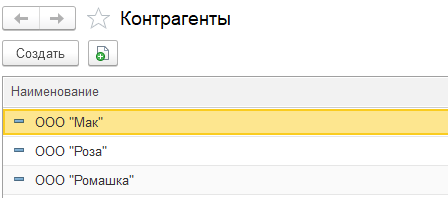 Контрагенты
Создать
Наименование
ООО "Мак"
ООО "Роза"
ООО "Ромашка"